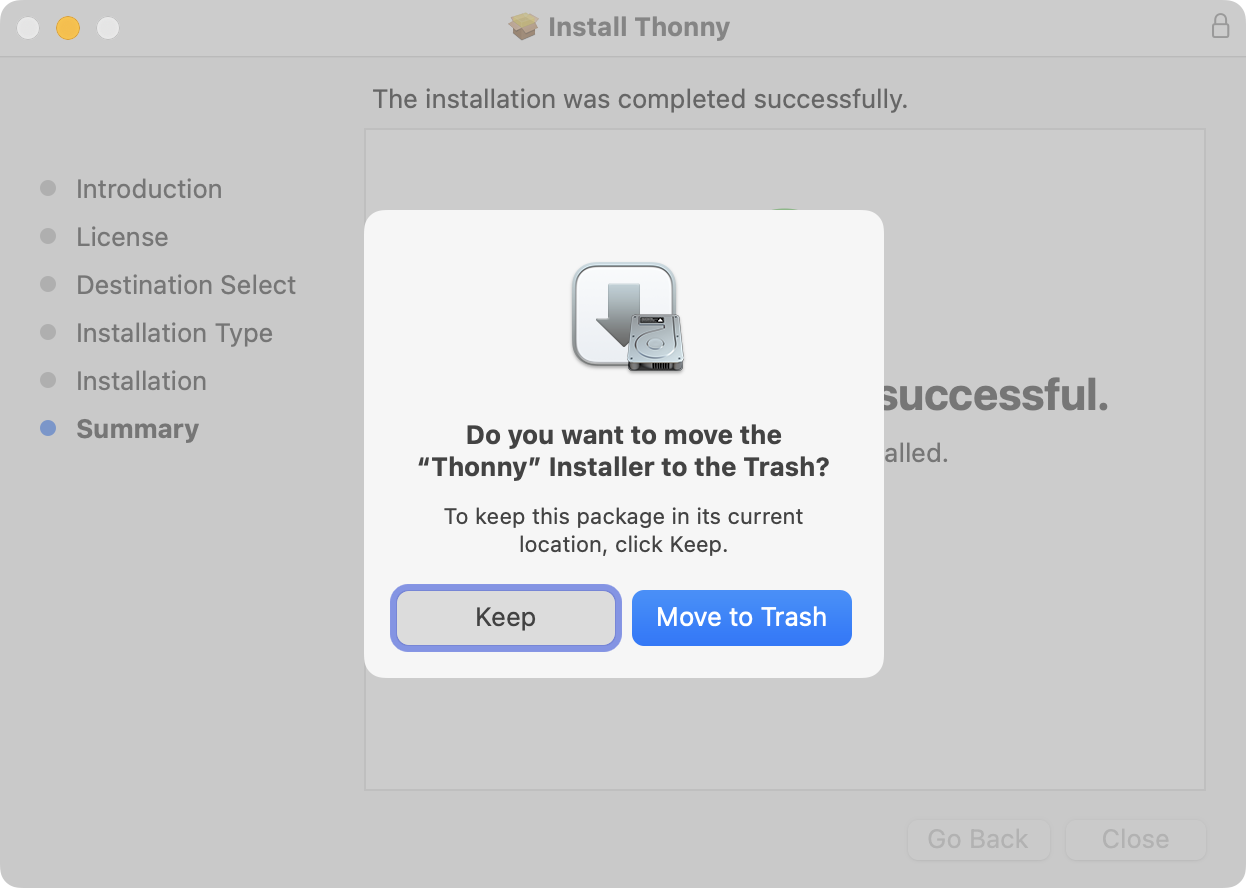 Install Thonny
The installation was completed successfully.
Introduction
License
Destination Select
Installation Type
Installation
Summary
successful.
alled.
Do you want to move the
“Thonny” Installer to the Trash?
To keep this package in its current
location, click Keep.
Keep
Move to Trash
Go Back
Close